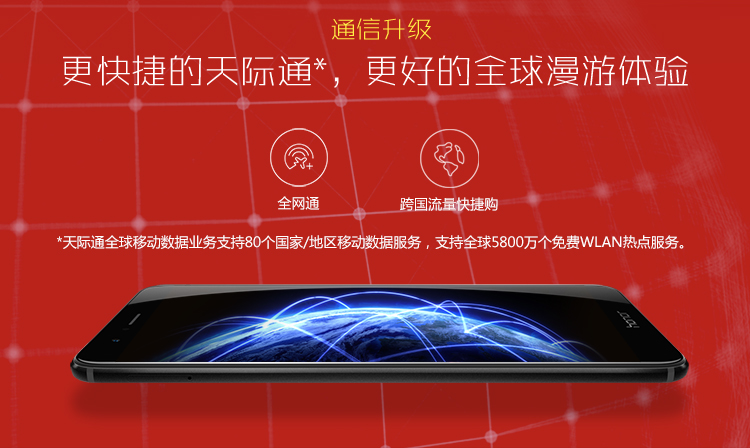 通信升级
更快捷的天际通*，更好的全球漫游体验
全网通
跨国流量快捷购
*天际通全球移动数据业务支持80个国家/地区移动数据服务，支持全球5800万个免费WLAN热点服务。
honor